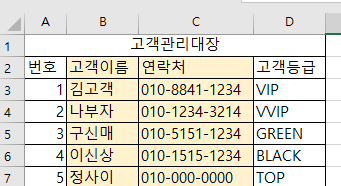 A B C D
1 고객관리대장
2 번호 고객이름 연락처 고객등급
3 1 김고객 010-8841-1234 VIP
4 2 나부자 010-1234-3214 VVIP
5 3 구신매 010-5151-1234 GREEN
6 4 이신상 010-1515-1234 BLACK
7 5 정사이 010-000-0000 TOP